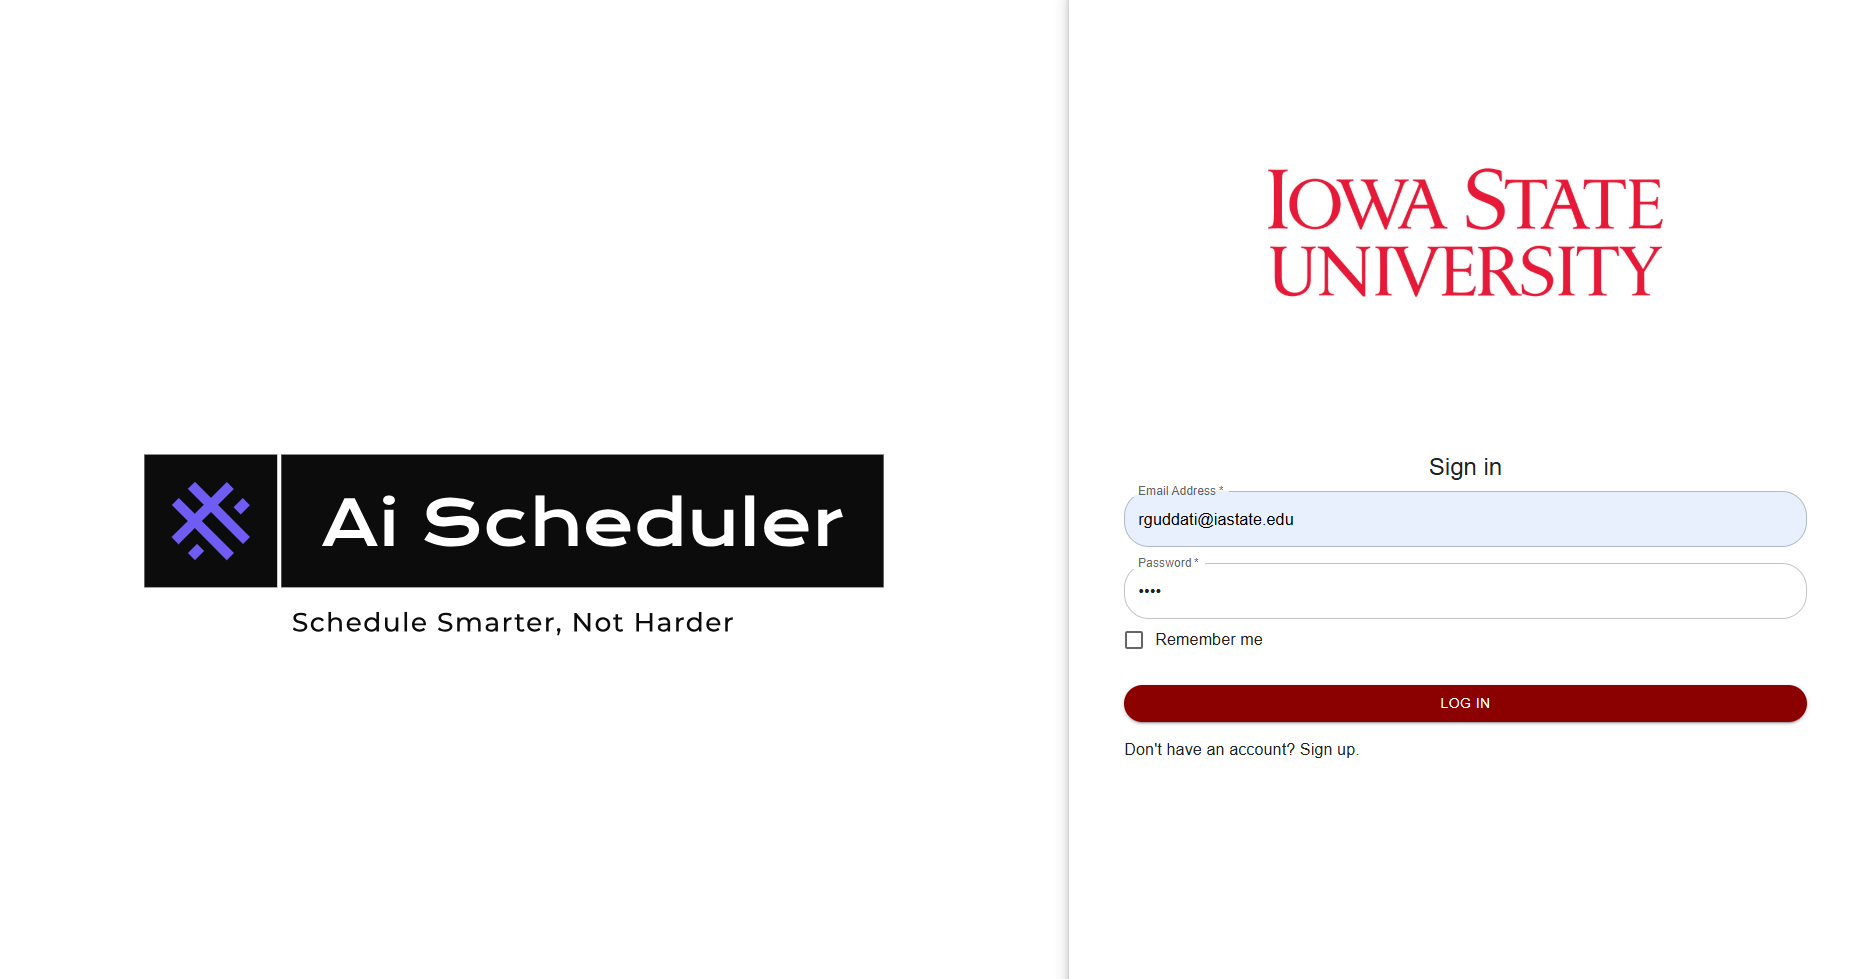 Ai Scheduler
Schedule Smarter, Not Harder
IOWA STATE
UNIVERSITY
Sign in
Email Address *
rguddati@iastate.edu
Password *
••••
Remember me
LOG IN
Don't have an account? Sign up.